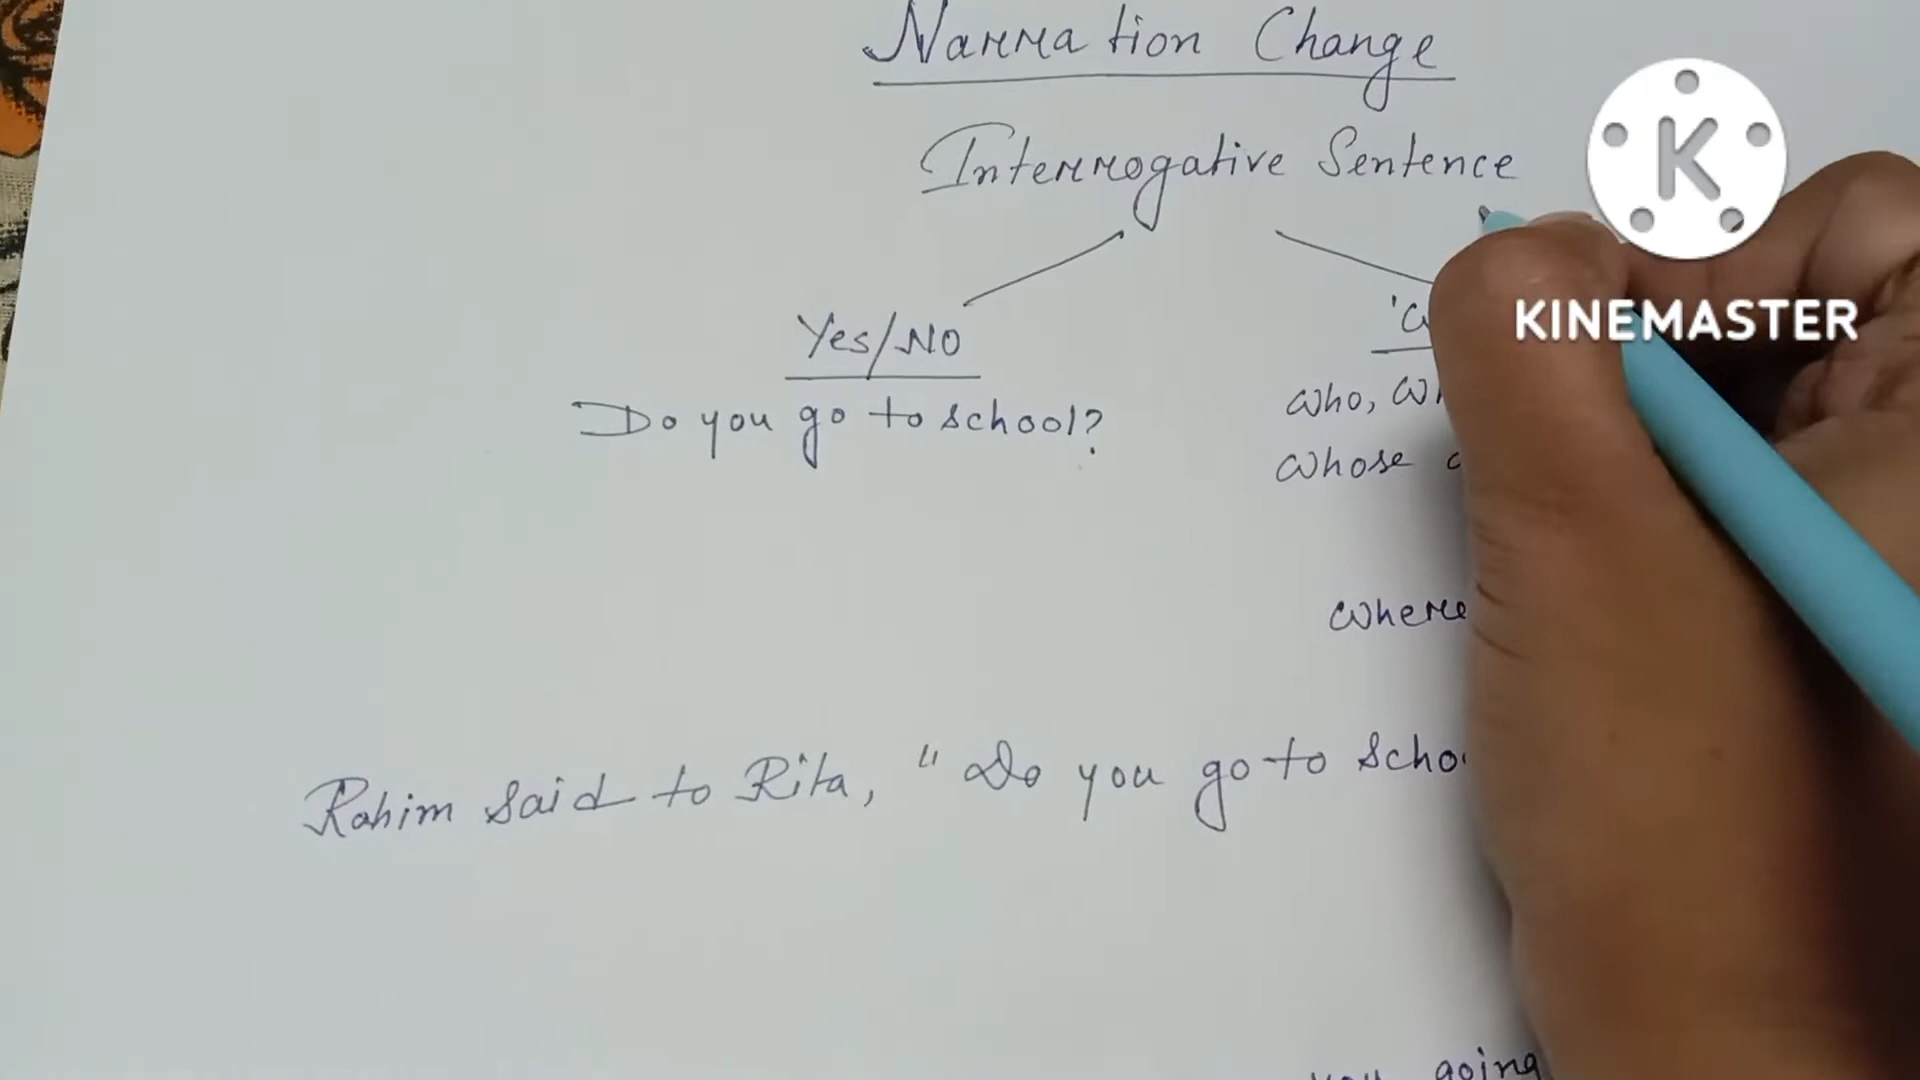 Narration Change
Interrogative Sentence
Yes/NO
Do you go to school?
who,
whose
where
Rahim said to Rita, " Do you go to
you going
K
KINEMASTER